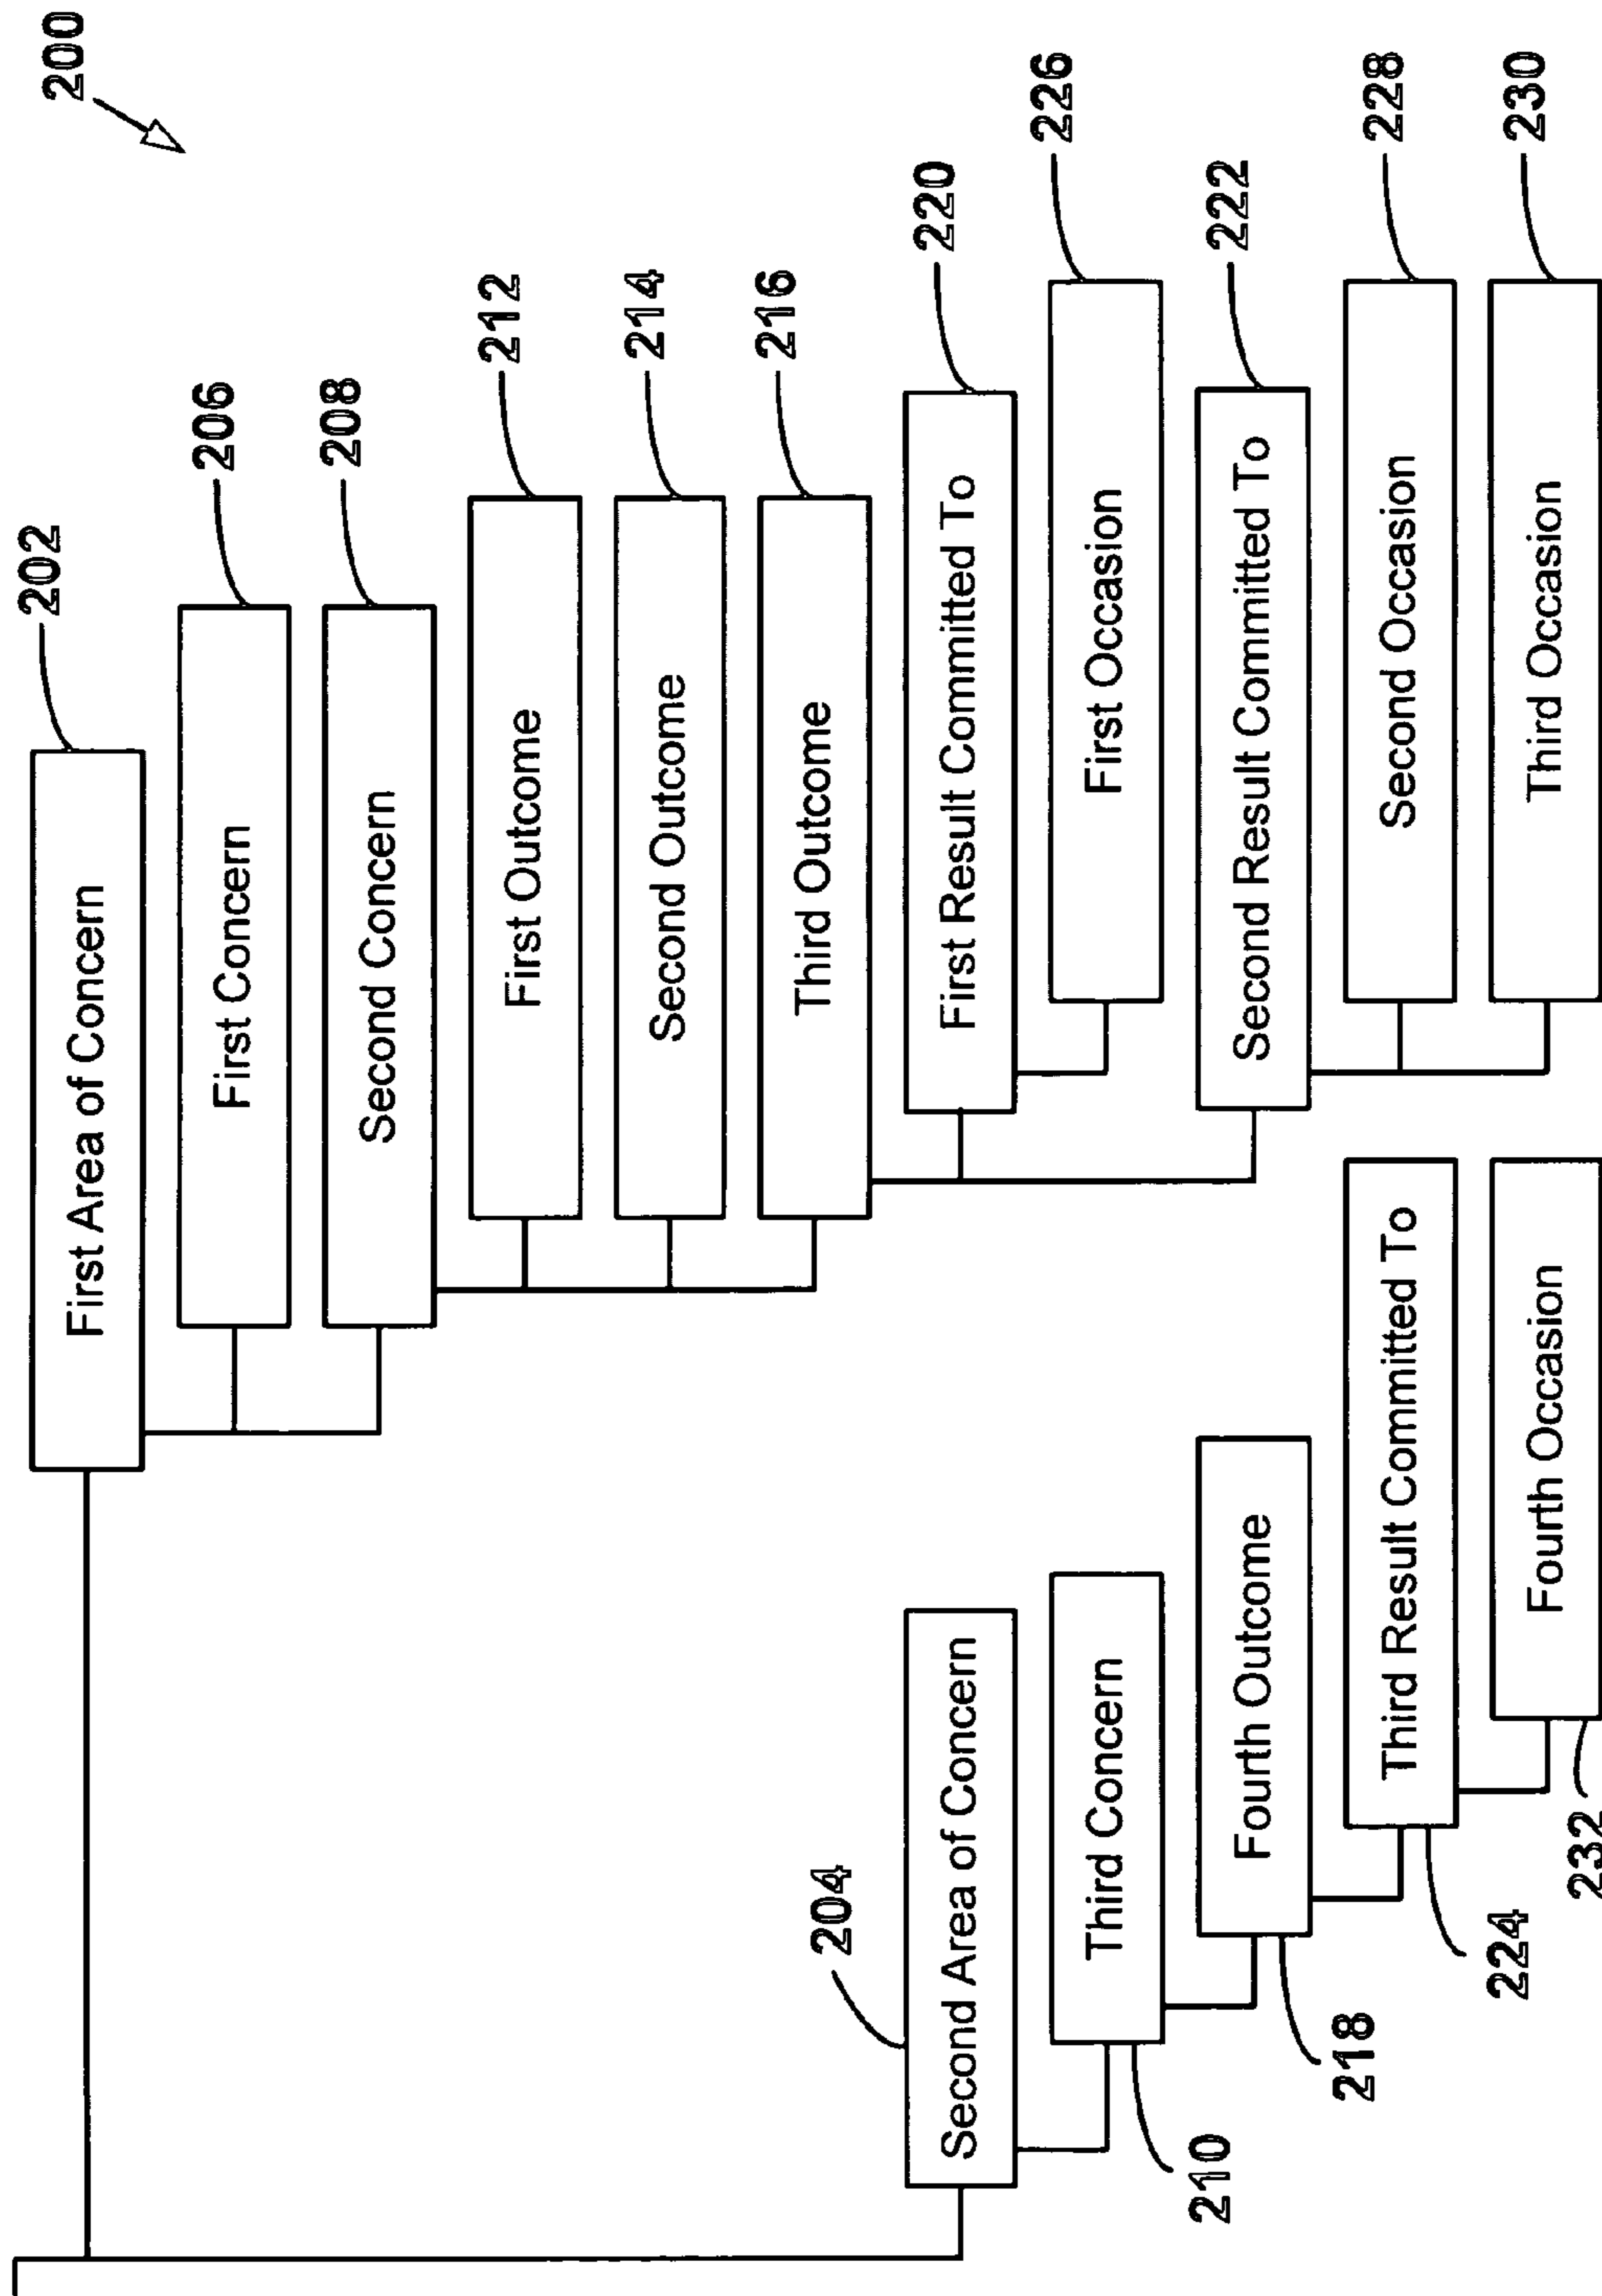 200
202
First Area of Concern
206
First Concern
208
Second Concern
212
First Outcome
214
Second Outcome
216
Third Outcome
220
First Result Committed To
226
First Occasion
222
Second Result Committed To
228
Second Occasion
230
Third Occasion
204
Second Area of Concern
210
Third Concern
218
Fourth Outcome
224
Third Result Committed To
232
Fourth Occasion